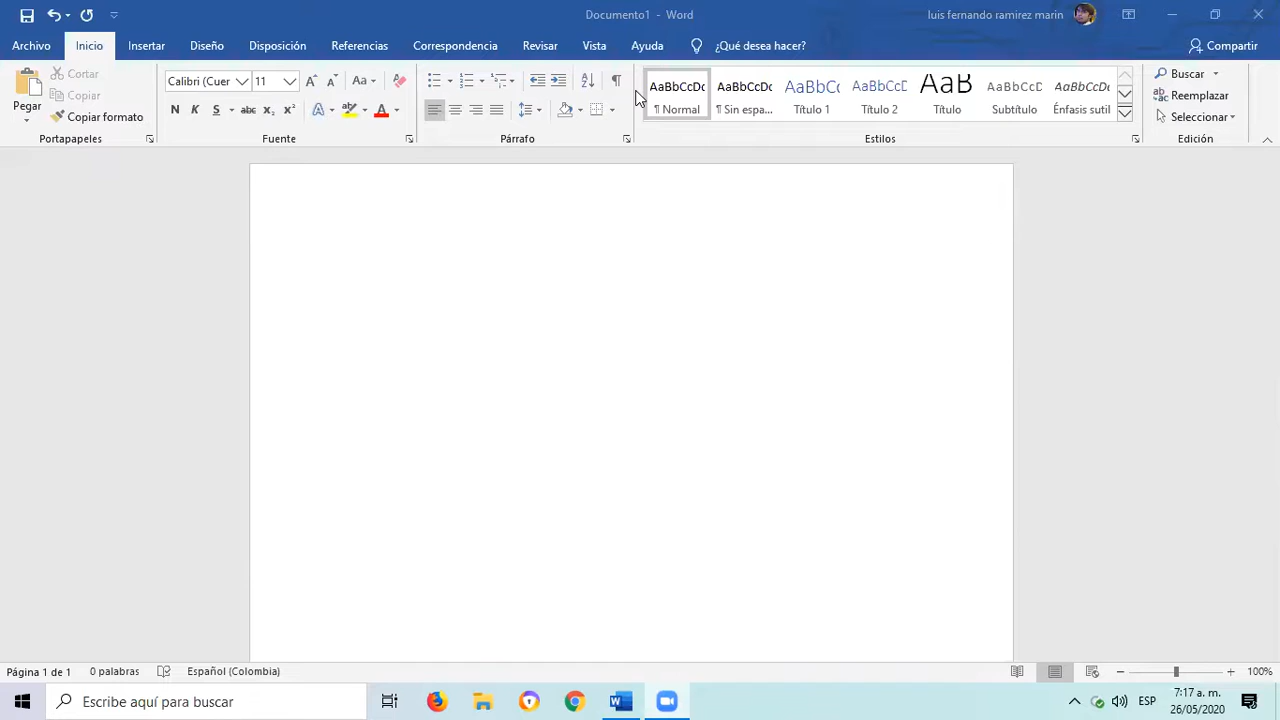 Documento1 - Word
luis fernando ramirez marin
Archivo Inicio Insertar Diseño Disposición Referencias Correspondencia Revisar Vista Ayuda ¿Qué desea hacer? Compartir
Pegar
Cortar
Copiar
Copiar formato
Portapapeles
Calibri (Cuer 11
Aa
N K S abc x₂ x²
A A
Fuente
Párrafo
AaBbCcDc AaBbCcDc AaBbCc AaBbCcD AaB AaBbCcD AaBbCcDc
¶ Normal ¶ Sin espa... Título 1 Título 2 Título Subtítulo Énfasis sutil
Estilos
Buscar
Reemplazar
Seleccionar
Edición
Página 1 de 1 0 palabras Español (Colombia) 100%
Escribe aquí para buscar
ESP
7:17 a. m.
26/05/2020